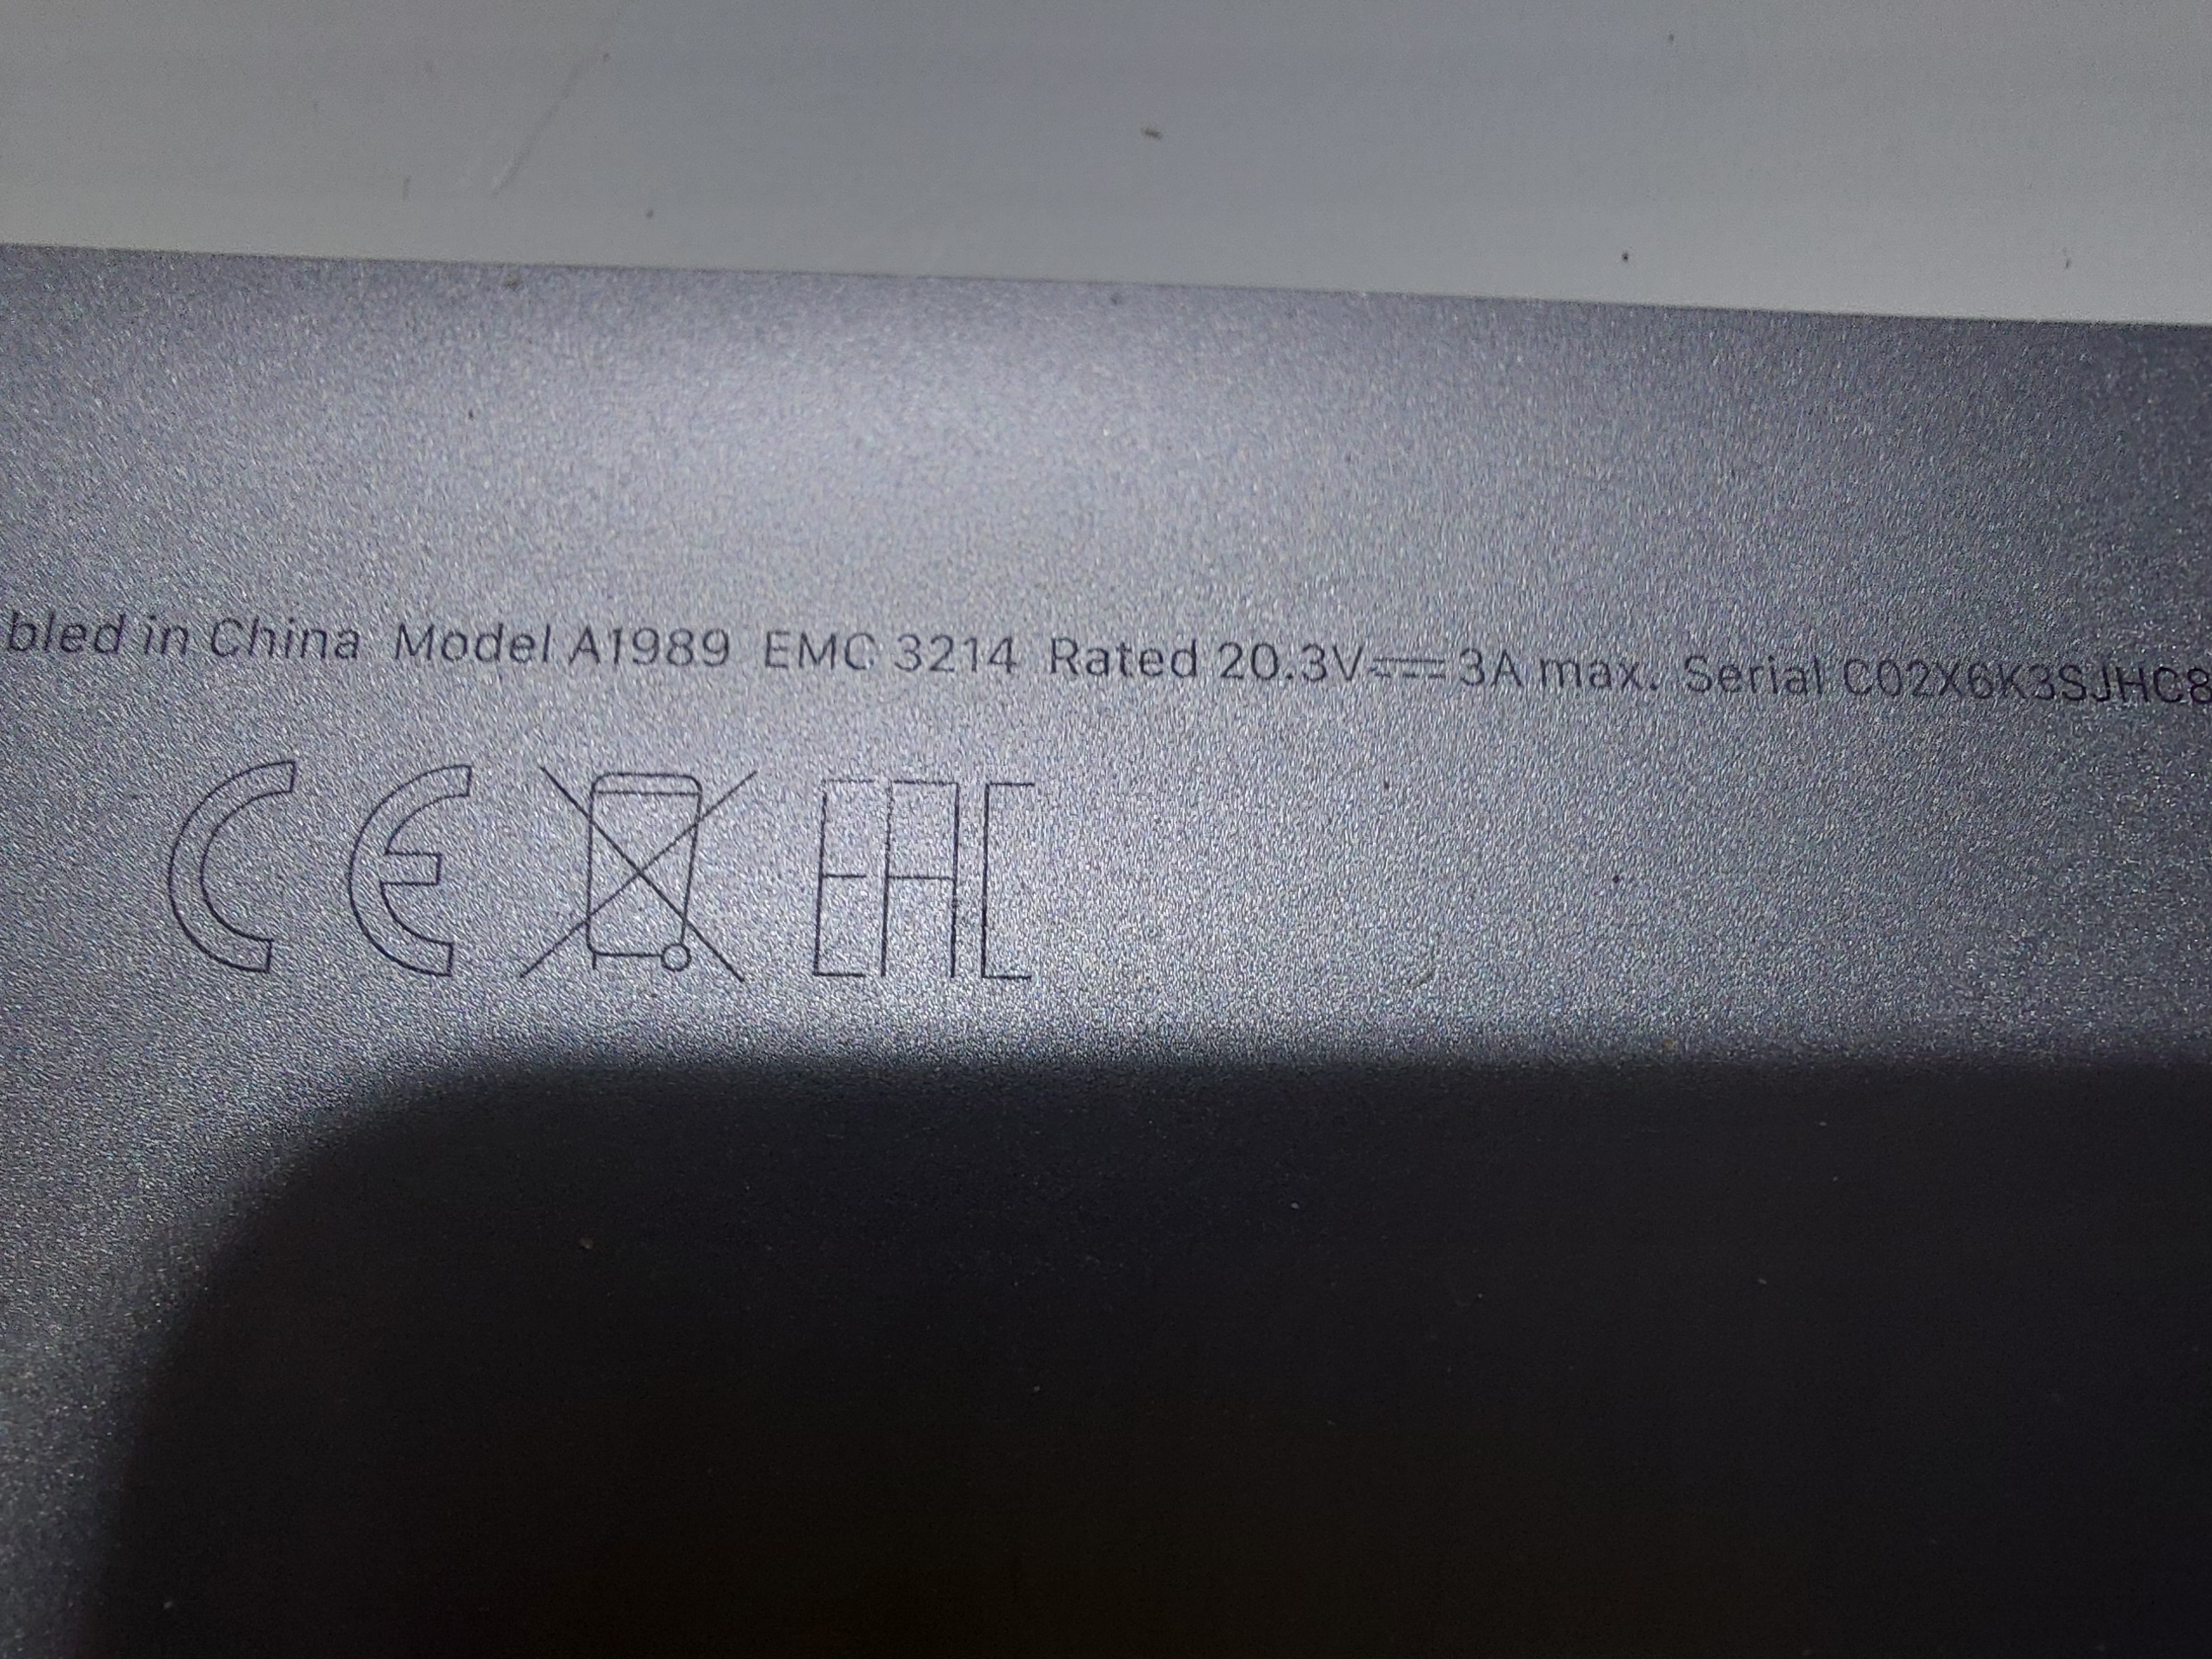 bled in China Model A1989 EMC 3214 Rated 20.3V⎓3A max. Serial C02X6K3SJHC8
CE EAC